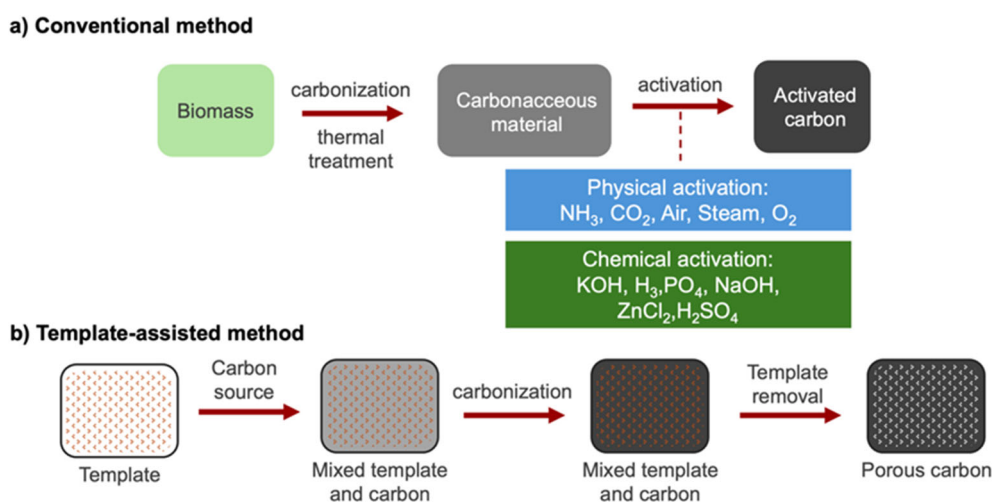 a) Conventional method
Biomass
carbonization
thermal
treatment
Carbonacceous
material
activation
Activated
carbon
Physical activation:
NH₃, CO₂, Air, Steam, O₂
Chemical activation:
KOH, H₃,PO₄, NaOH,
ZnCl₂,H₂SO₄
b) Template-assisted method
Template
Carbon
source
Mixed template
and carbon
carbonization
Mixed template
and carbon
Template
removal
Porous carbon